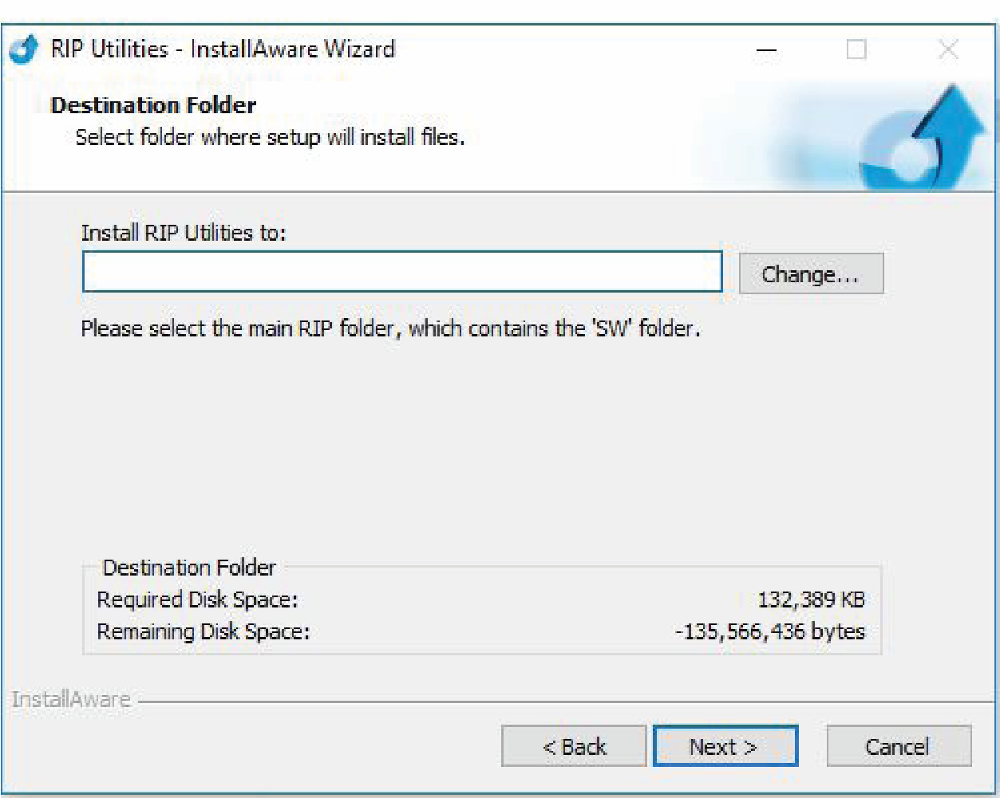 RIP Utilities - InstallAware Wizard
Destination Folder
Select folder where setup will install files.
Install RIP Utilities to:
Change...
Please select the main RIP folder, which contains the 'SW' folder.
Destination Folder
Required Disk Space: 132,389 KB
Remaining Disk Space: -135,566,436 bytes
InstallAware
< Back Next > Cancel